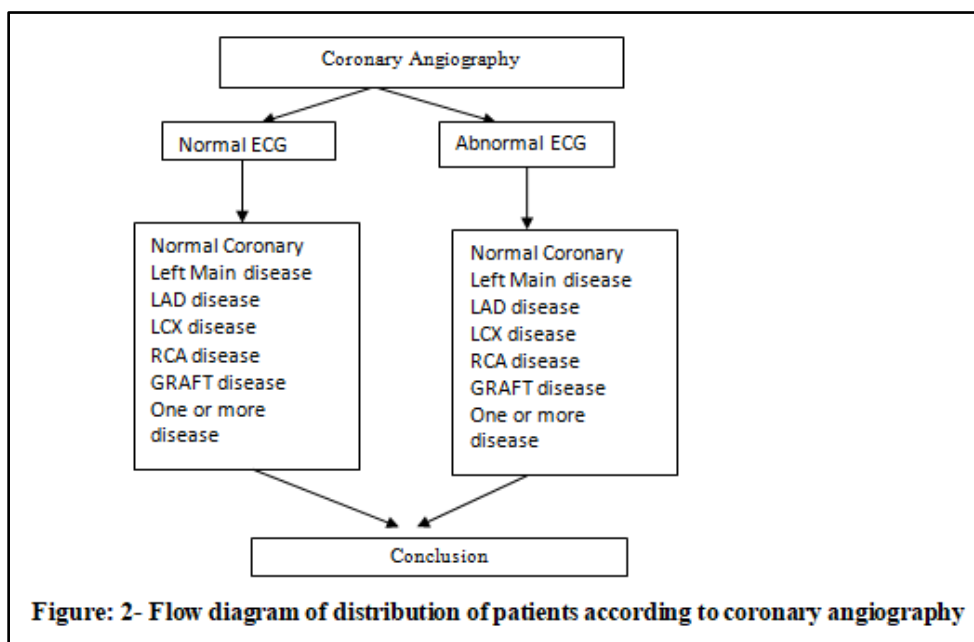 Coronary Angiography
Normal ECG
Abnormal ECG
Normal Coronary
Left Main disease
LAD disease
LCX disease
RCA disease
GRAFT disease
One or more
disease
Normal Coronary
Left Main disease
LAD disease
LCX disease
RCA disease
GRAFT disease
One or more
disease
Conclusion
Figure: 2- Flow diagram of distribution of patients according to coronary angiography